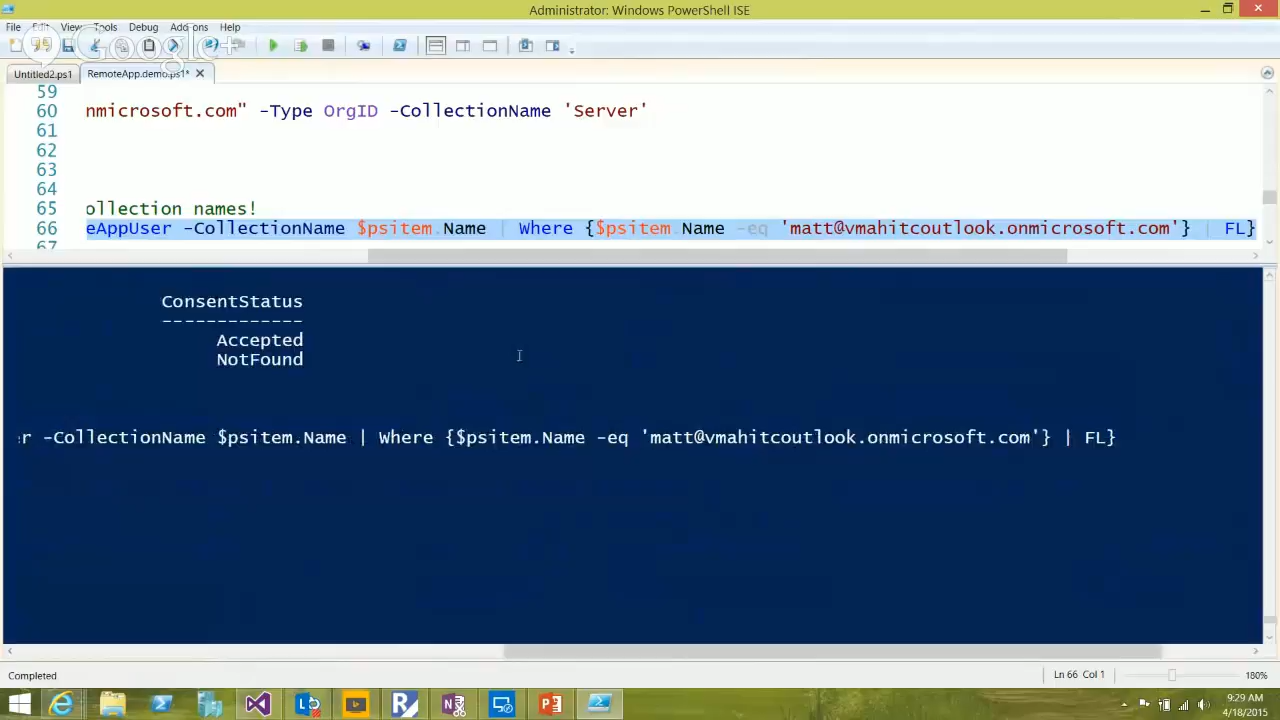 Administrator: Windows PowerShell ISE
File Edit View Tools Debug Add-ons Help
Google+
Untitled2.ps1 RemoteApp.demo.ps1*
59
60 nmicrosoft.com" -Type OrgID -CollectionName 'Server'
61
62
63
64
65 ollection names!
66 eAppUser -CollectionName $psitem.Name | Where {$psitem.Name -eq 'matt@vmahitcoutlook.onmicrosoft.com'} | FL}
67
ConsentStatus
-------------
Accepted
NotFound
r -CollectionName $psitem.Name | Where {$psitem.Name -eq 'matt@vmahitcoutlook.onmicrosoft.com'} | FL}
Completed
Ln 66 Col 1
180%
9:29 AM
4/18/2015